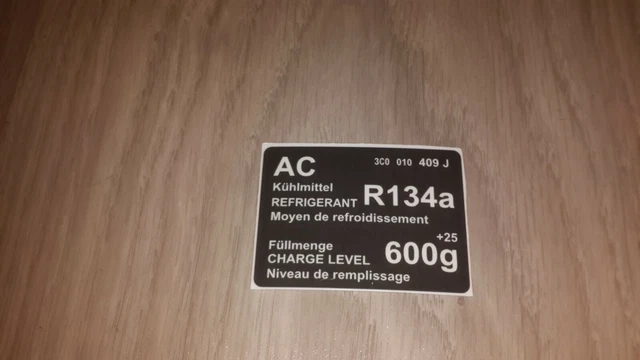 AC 3C0 010 409 J
Kühlmittel
REFRIGERANT R134a
Moyen de refroidissement
+25
Füllmenge
CHARGE LEVEL 600g
Niveau de remplissage